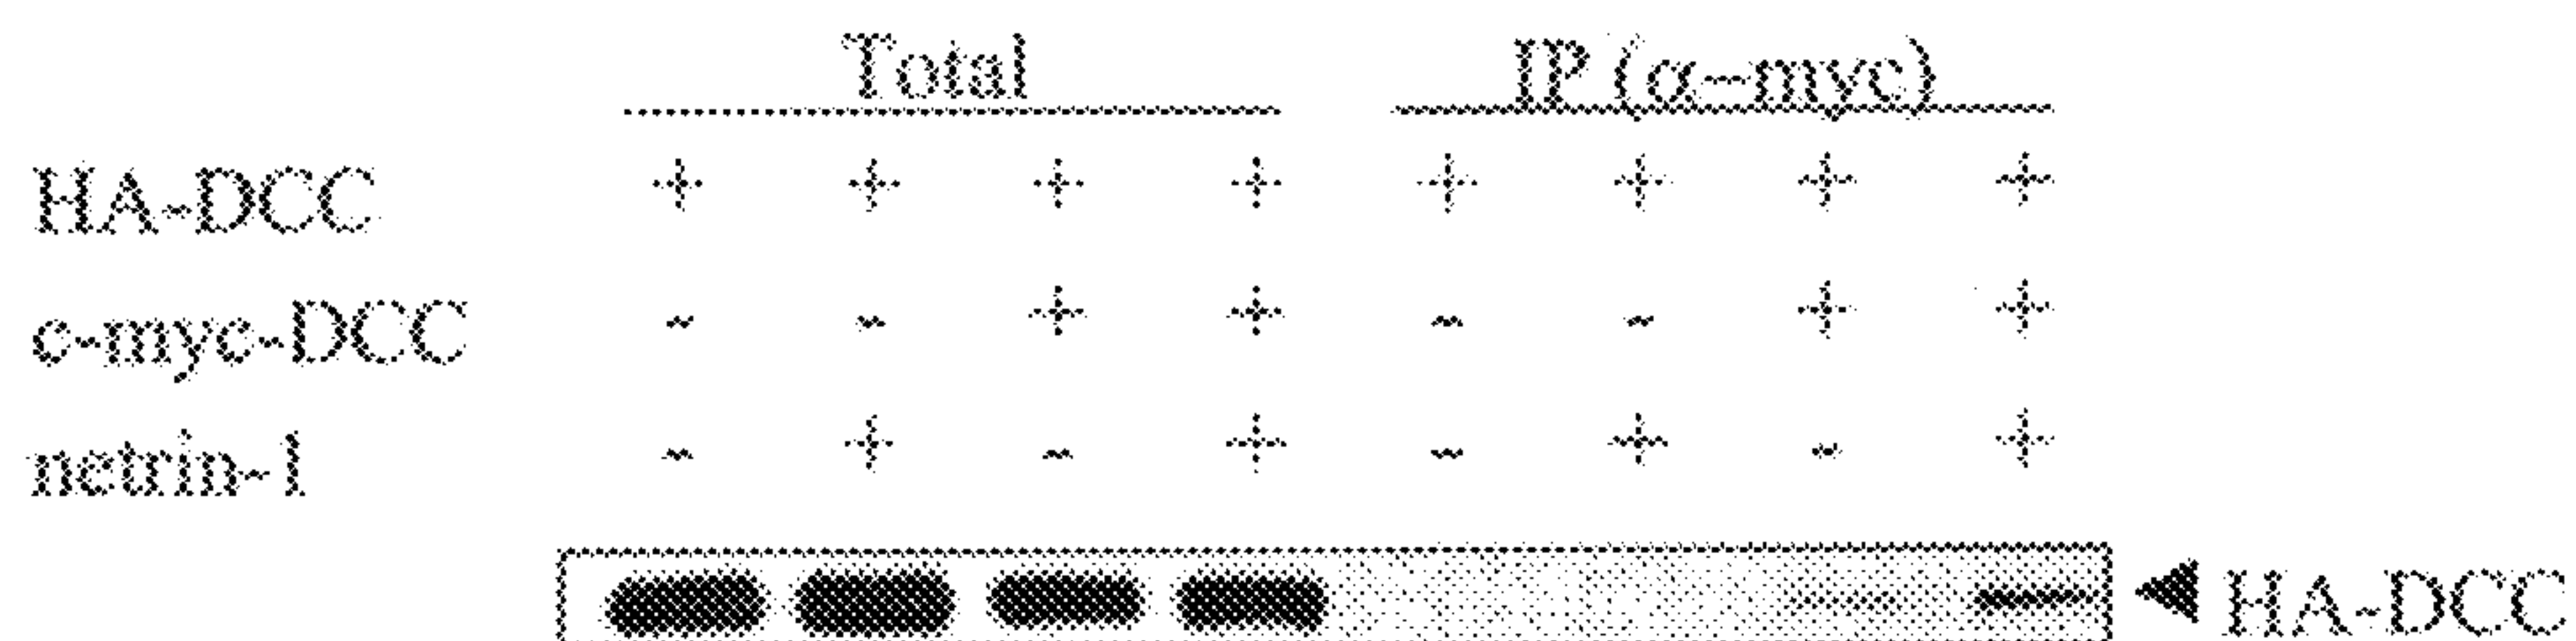 Total IP (α-myc)
HA-DCC + + + + + + + +
c-myc-DCC - - + + - - + +
netrin-1 - + - + - + - +
HA-DCC